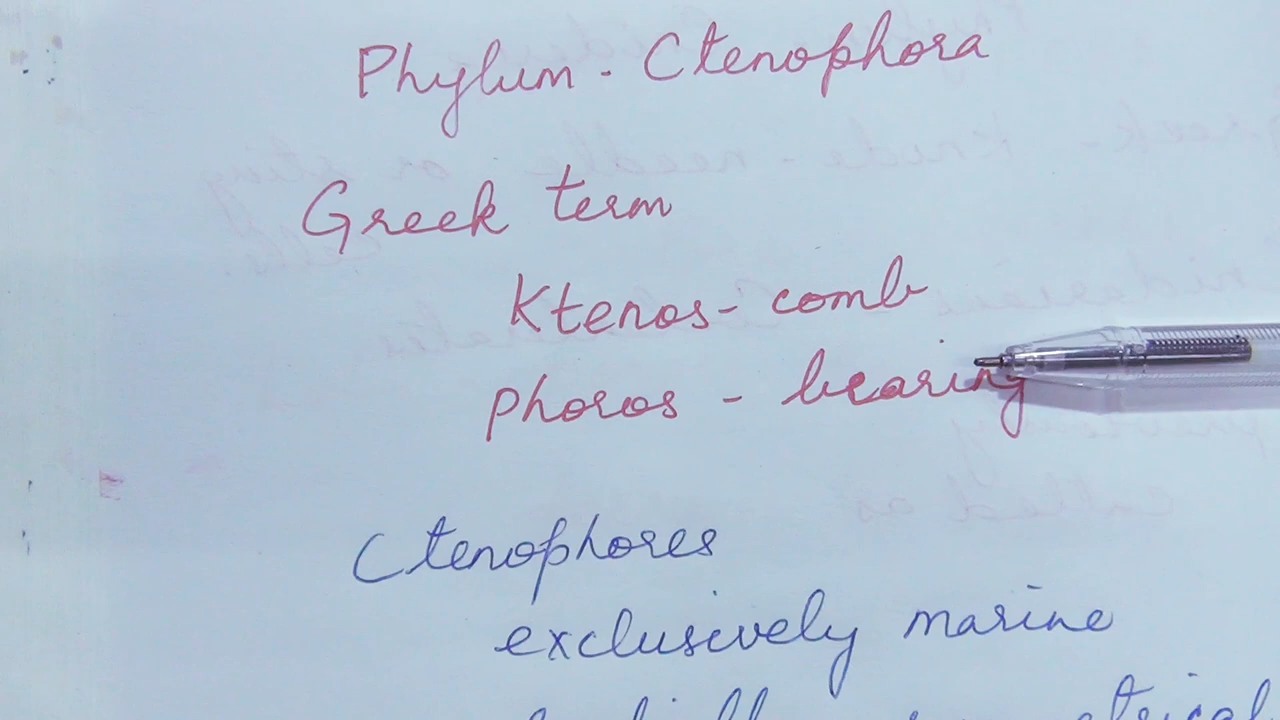 Phylum - Ctenophora
Greek term
Ktenos - comb
phoros - bearing
Ctenophores
exclusively marine